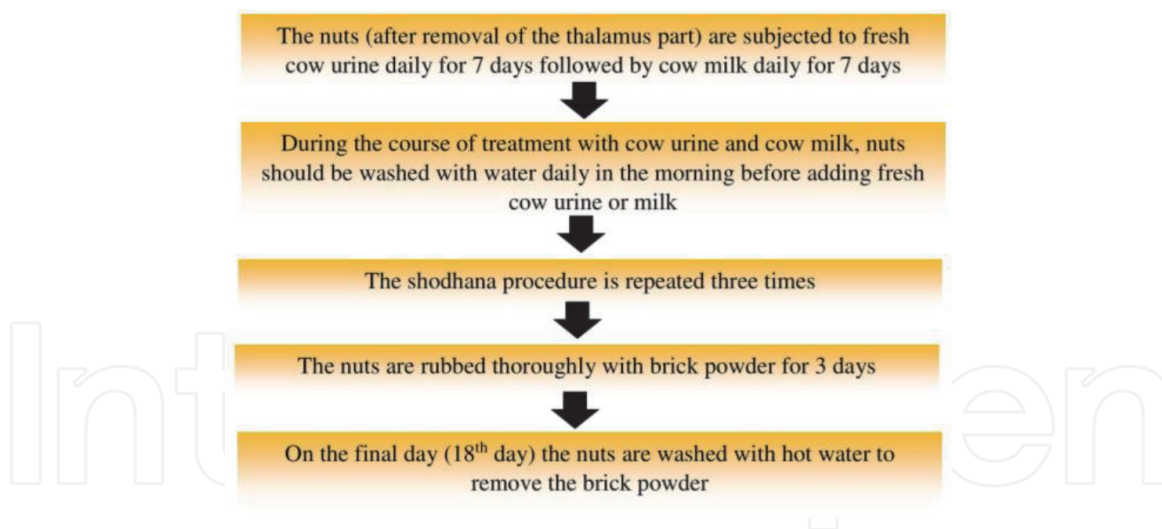 The nuts (after removal of the thalamus part) are subjected to fresh
cow urine daily for 7 days followed by cow milk daily for 7 days
During the course of treatment with cow urine and cow milk, nuts
should be washed with water daily in the morning before adding fresh
cow urine or milk
The shodhana procedure is repeated three times
The nuts are rubbed thoroughly with brick powder for 3 days
On the final day (18th day) the nuts are washed with hot water to
remove the brick powder